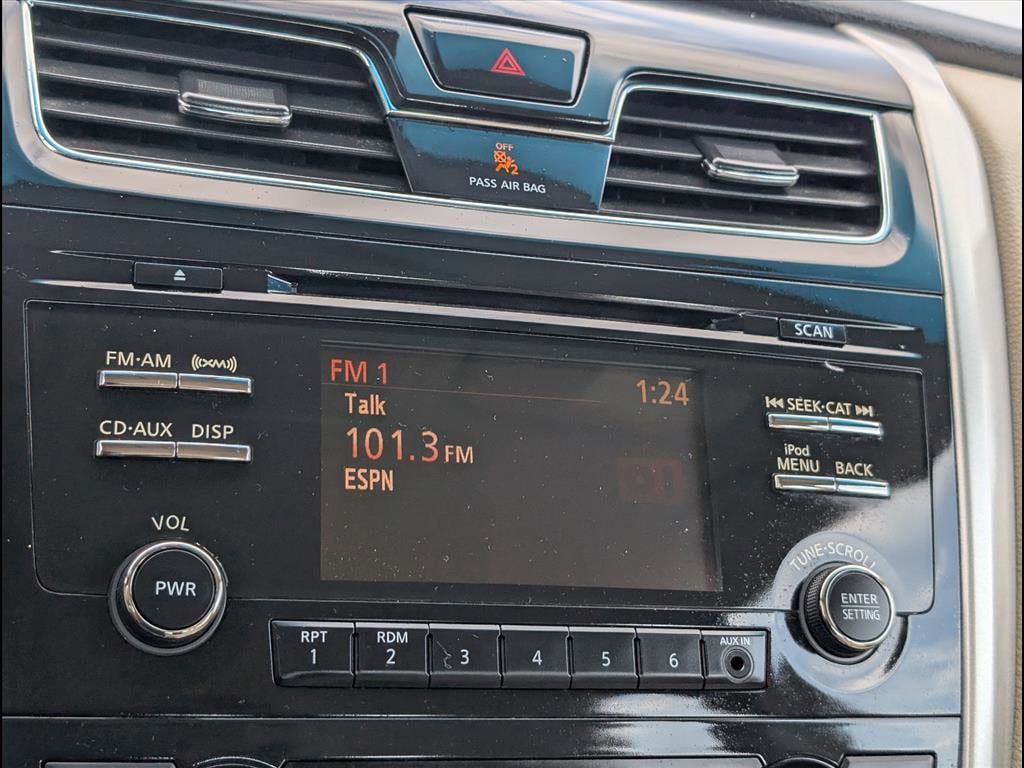 OFF
2
PASS AIR BAG
SCAN
FM·AM ((XM))
CD·AUX DISP
FM 1
1:24
Talk
101.3 FM
ESPN
SEEK·CAT
iPod
MENU BACK
VOL
PWR
TUNE·SCROLL
ENTER
SETTING
RPT
1
RDM
2
3
4
5
6
AUX IN